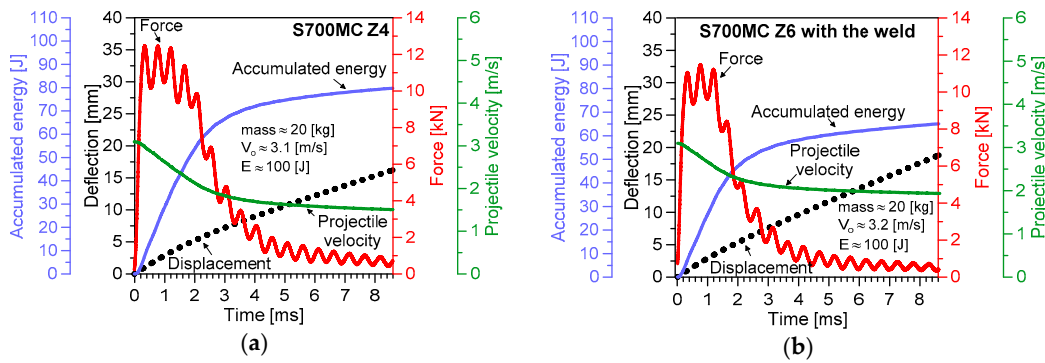 S700MC Z4
Force
Accumulated energy
mass ≈ 20 [kg]
Vo ≈ 3.1 [m/s]
E ≈ 100 [J]
Projectile
velocity
Displacement
Accumulated energy [J]
110
100
90
80
70
60
50
40
30
20
10
0
Deflection [mm]
40
35
30
25
20
15
10
5
0
Force [kN]
14
12
10
8
6
4
2
0
Projectile velocity [m/s]
6
5
4
3
2
1
0
0 1 2 3 4 5 6 7 8
Time [ms]
(a)
S700MC Z6 with the weld
Force
Accumulated energy
Projectile
velocity
mass ≈ 20 [kg]
Vo ≈ 3.2 [m/s]
E ≈ 100 [J]
Displacement
Accumulated energy [J]
110
100
90
80
70
60
50
40
30
20
10
0
Deflection [mm]
40
35
30
25
20
15
10
5
0
Force [kN]
14
12
10
8
6
4
2
0
Projectile velocity [m/s]
6
5
4
3
2
1
0
0 1 2 3 4 5 6 7 8
Time [ms]
(b)